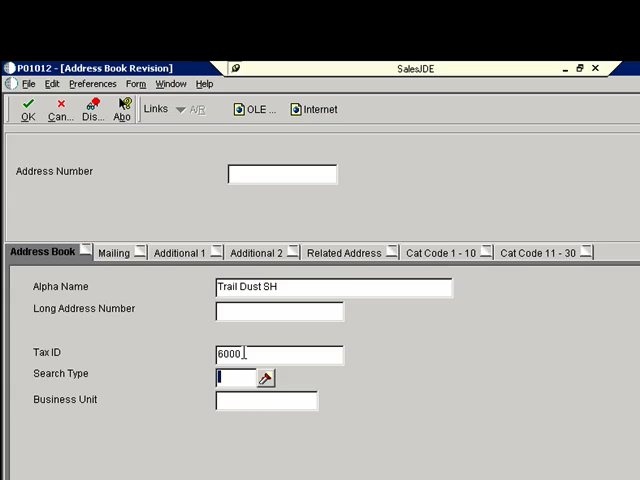 P01012 - [Address Book Revision]
SalesJDE
File Edit Preferences Form Window Help
OK Can... Dis... Abo Links A/R OLE ... Internet
Address Number
Address Book Mailing Additional 1 Additional 2 Related Address Cat Code 1 - 10 Cat Code 11 - 30
Alpha Name Trail Dust SH
Long Address Number
Tax ID 6000
Search Type
Business Unit